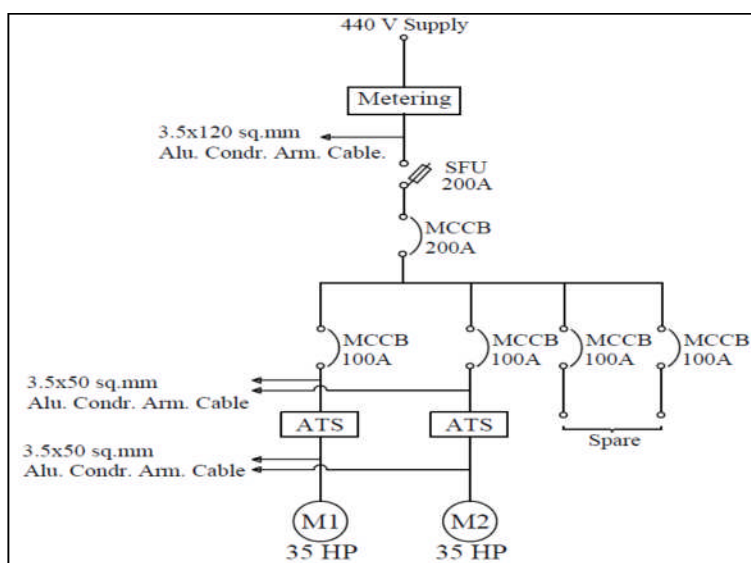 440 V Supply
Metering
3.5x120 sq.mm
Alu. Condr. Arm. Cable.
SFU
200A
MCCB
200A
MCCB
100A
MCCB
100A
MCCB
100A
MCCB
100A
3.5x50 sq.mm
Alu. Condr. Arm. Cable
ATS
ATS
Spare
3.5x50 sq.mm
Alu. Condr. Arm. Cable
M1
M2
35 HP
35 HP